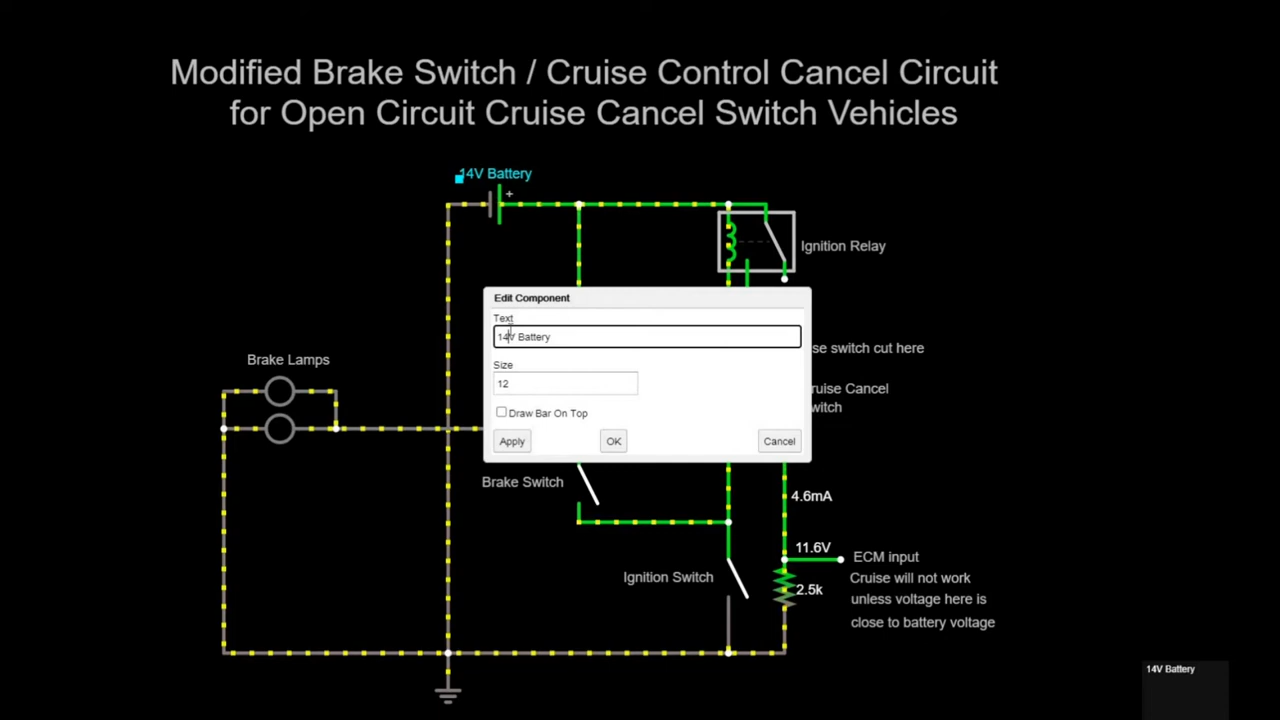 Modified Brake Switch / Cruise Control Cancel Circuit
for Open Circuit Cruise Cancel Switch Vehicles
14V Battery
+
Ignition Relay
Edit Component
Text
14V Battery
Size
12
Draw Bar On Top
Apply
OK
Cancel
se switch cut here
ruise Cancel
witch
Brake Lamps
Brake Switch
4.6mA
11.6V
ECM input
Ignition Switch
2.5k
Cruise will not work
unless voltage here is
close to battery voltage
14V Battery